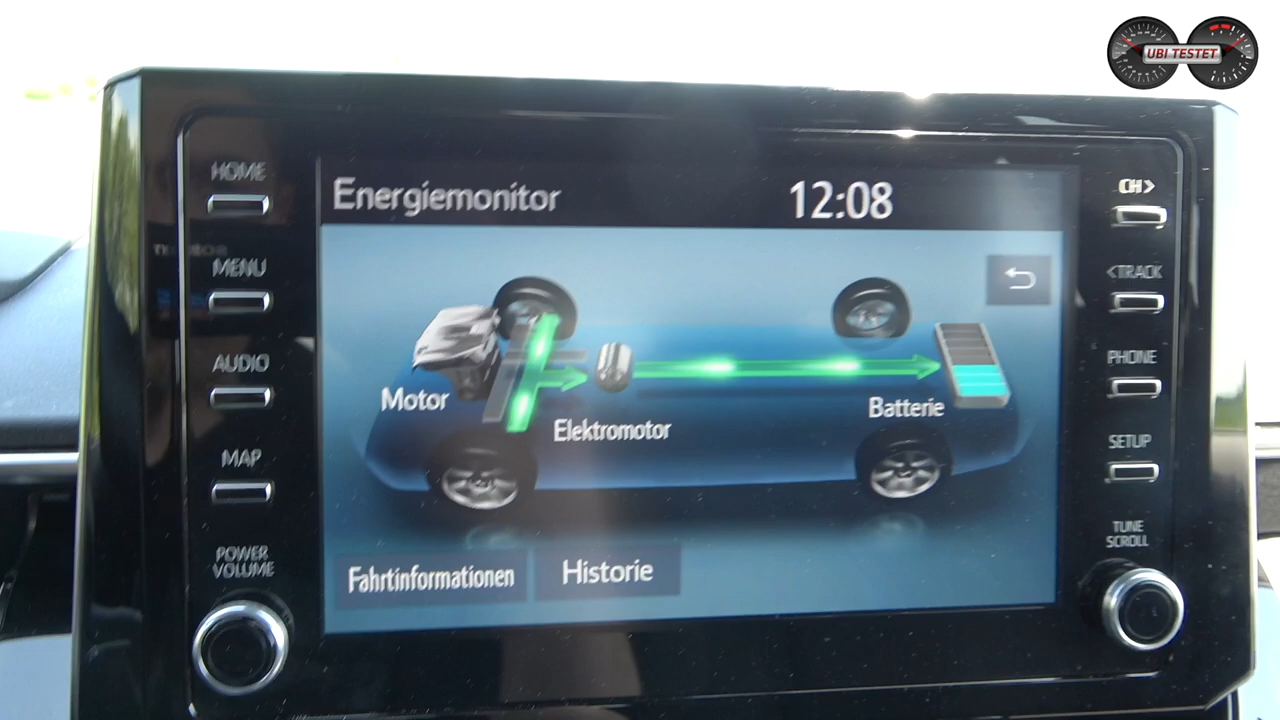 UBI TESTET
HOME
MENU
AUDIO
MAP
POWER
VOLUME
Energiemonitor
12:08
Motor
Elektromotor
Batterie
Fahrtinformationen
Historie
CH>
<TRACK
PHONE
SETUP
TUNE
SCROLL